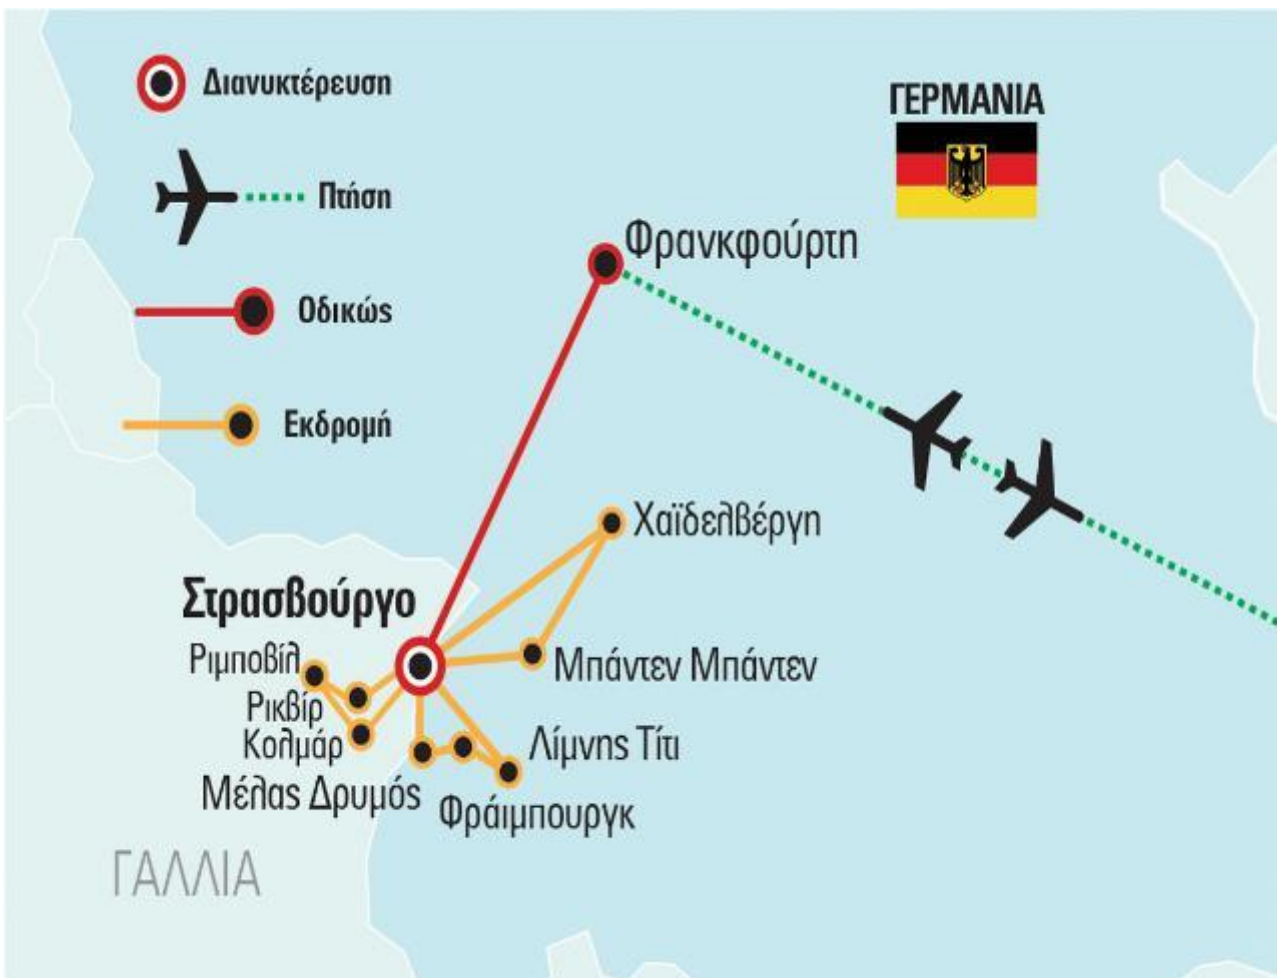 Διανυκτέρευση
Πτήση
Οδικώς
Εκδρομή
ΓΕΡΜΑΝΙΑ
Φρανκφούρτη
Χαϊδελβέργη
Στρασβούργο
Ριμποβίλ
Μπάντεν Μπάντεν
Ρικβίρ
Κολμάρ
Λίμνης Τίτι
Μέλας Δρυμός
Φράιμπουργκ
ΓΑΛΛΙΑ